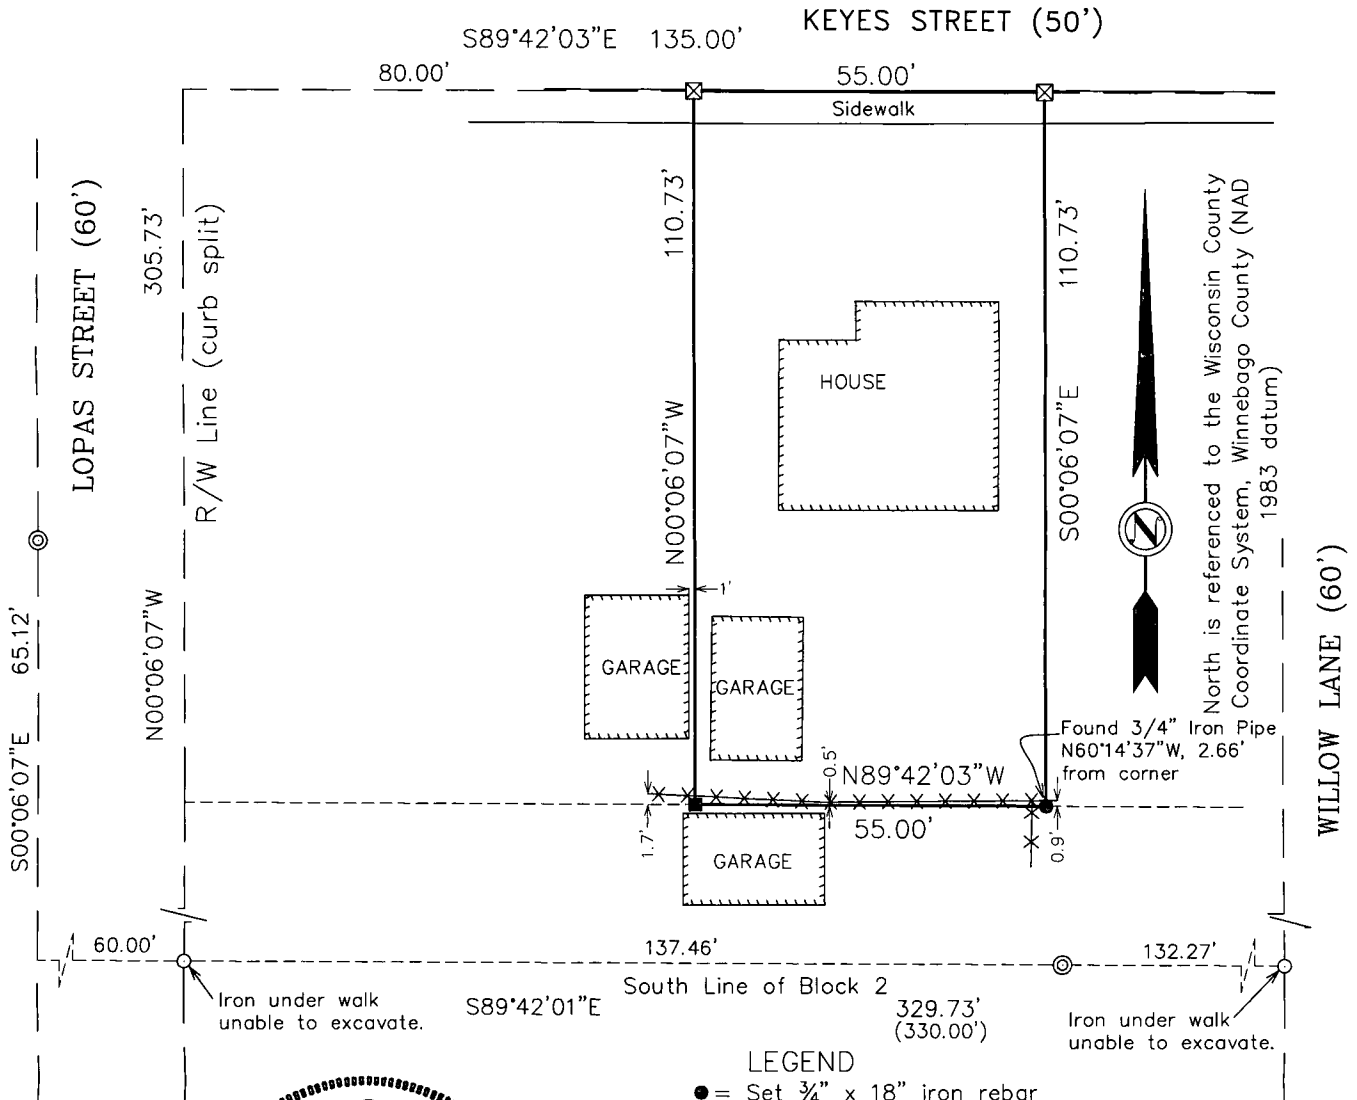 KEYES STREET (50')
S89°42'03"E 135.00'
80.00'
55.00'
Sidewalk
LOPAS STREET (60')
305.73'
R/W Line (curb split)
110.73'
110.73'
North is referenced to the Wisconsin County
Coordinate System, Winnebago County (NAD
1983 datum)
HOUSE
N00°06'07"W
S00°06'07"E
N
WILLOW LANE (60')
1'
S00°06'07"E 65.12'
N00°06'07"W
GARAGE
GARAGE
Found 3/4" Iron Pipe
N60°14'37"W, 2.66'
from corner
0.5'
N89°42'03"W
55.00'
1.7'
0.9'
GARAGE
60.00'
137.46'
132.27'
South Line of Block 2
Iron under walk
unable to excavate.
S89°42'01"E
329.73'
(330.00')
Iron under walk
unable to excavate.
LEGEND
= Set ¾" x 18" iron rebar